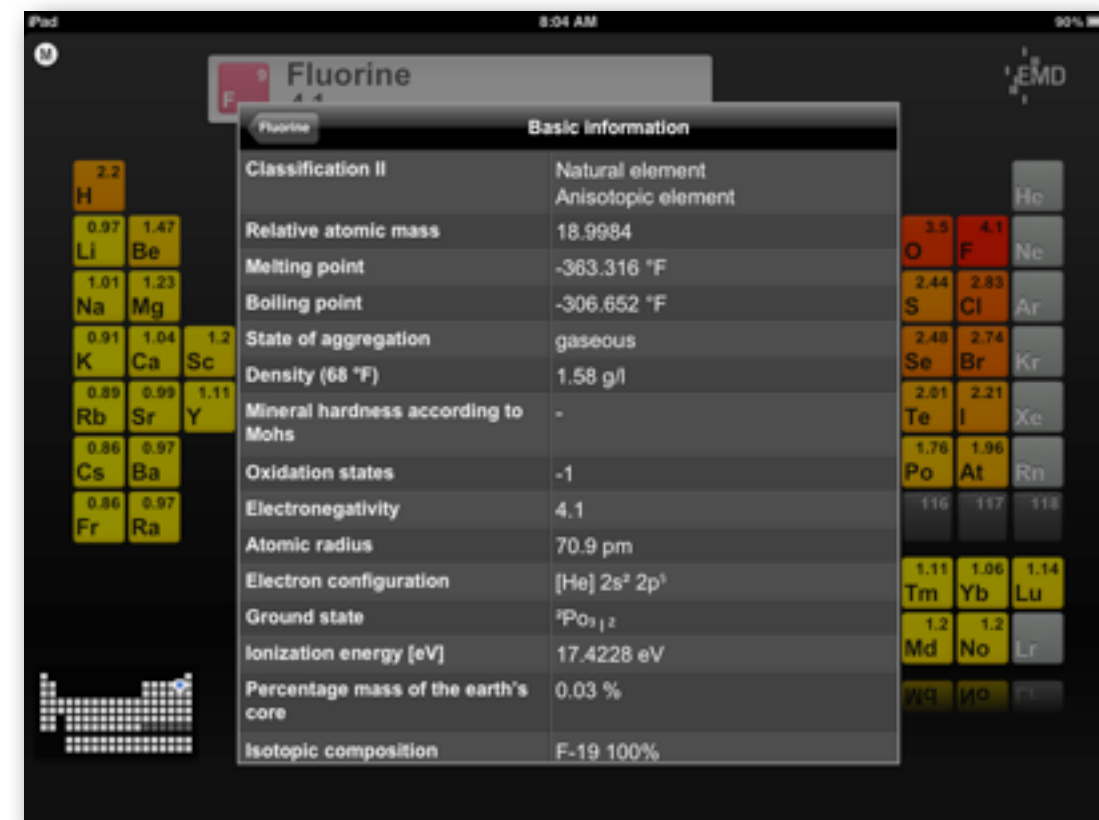 iPad 8:04 AM 90%
M
9 Fluorine EMD
F 4.1
Fluorine Basic information
Classification II Natural element
Anisotopic element
Relative atomic mass 18.9984
Melting point -363.316 °F
Boiling point -306.652 °F
State of aggregation gaseous
Density (68 °F) 1.58 g/l
Mineral hardness according to -
Mohs
Oxidation states -1
Electronegativity 4.1
Atomic radius 70.9 pm
Electron configuration [He] 2s² 2p⁵
Ground state ²Po₃ | ₂
Ionization energy [eV] 17.4228 eV
Percentage mass of the earth's 0.03 %
core
Isotopic composition F-19 100%
2.2
H He
0.97 1.47 3.5 4.1
Li Be O F Ne
1.01 1.23 2.44 2.83
Na Mg S Cl Ar
0.91 1.04 1.2 2.48 2.74
K Ca Sc Se Br Kr
0.89 0.99 1.11 2.01 2.21
Rb Sr Y Te I Xe
0.86 0.97 1.76 1.96
Cs Ba Po At Rn
0.86 0.97 116 117 118
Fr Ra
1.11 1.06 1.14
Tm Yb Lu
1.2 1.2
Md No Lr